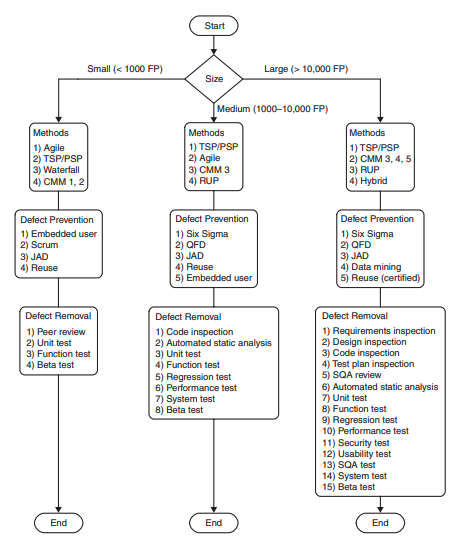 Start
Size
Small (< 1000 FP)
Large (> 10,000 FP)
Medium (1000–10,000 FP)
Methods
1) Agile
2) TSP/PSP
3) Waterfall
4) CMM 1, 2
Defect Prevention
1) Embedded user
2) Scrum
3) JAD
4) Reuse
Defect Removal
1) Peer review
2) Unit test
3) Function test
4) Beta test
End
Methods
1) TSP/PSP
2) Agile
3) CMM 3
4) RUP
Defect Prevention
1) Six Sigma
2) QFD
3) JAD
4) Reuse
5) Embedded user
Defect Removal
1) Code inspection
2) Automated static analysis
3) Unit test
4) Function test
5) Regression test
6) Performance test
7) System test
8) Beta test
End
Methods
1) TSP/PSP
2) CMM 3, 4, 5
3) RUP
4) Hybrid
Defect Prevention
1) Six Sigma
2) QFD
3) JAD
4) Data mining
5) Reuse (certified)
Defect Removal
1) Requirements inspection
2) Design inspection
3) Code inspection
4) Test plan inspection
5) SQA review
6) Automated static analysis
7) Unit test
8) Function test
9) Regression test
10) Performance test
11) Security test
12) Usability test
13) SQA test
14) System test
15) Beta test
End